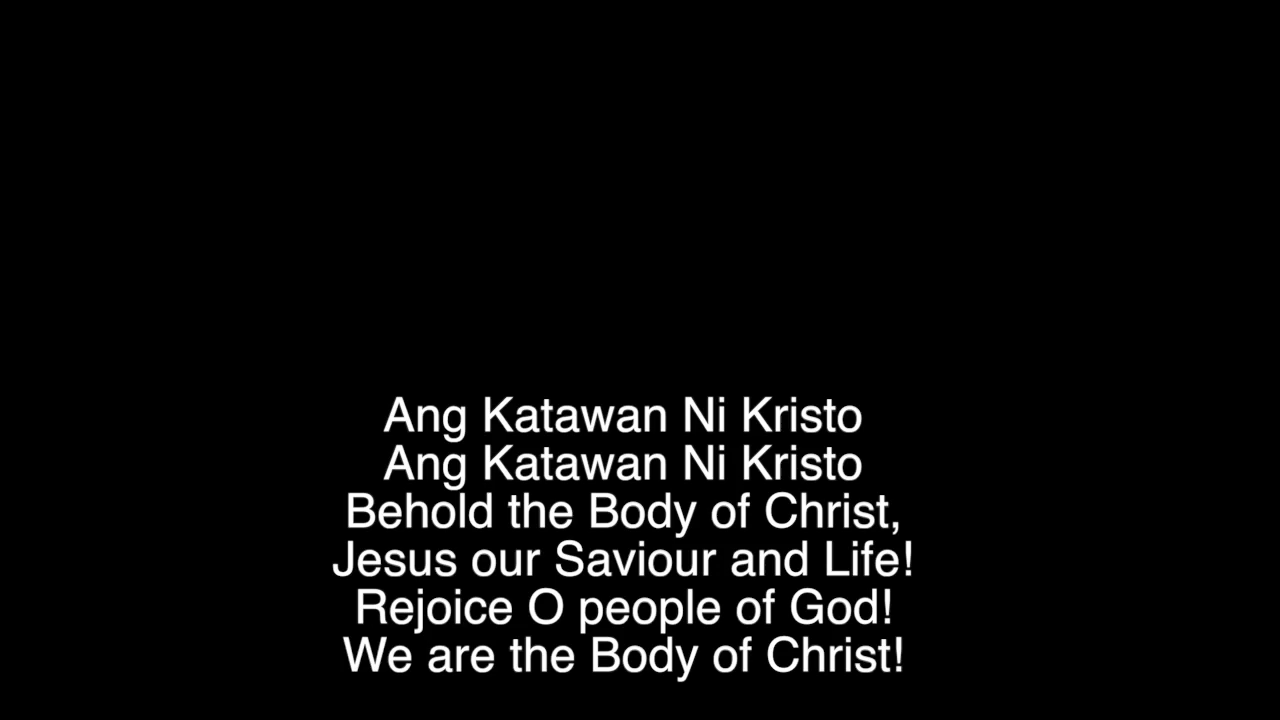 Ang Katawan Ni Kristo
Ang Katawan Ni Kristo
Behold the Body of Christ,
Jesus our Saviour and Life!
Rejoice O people of God!
We are the Body of Christ!